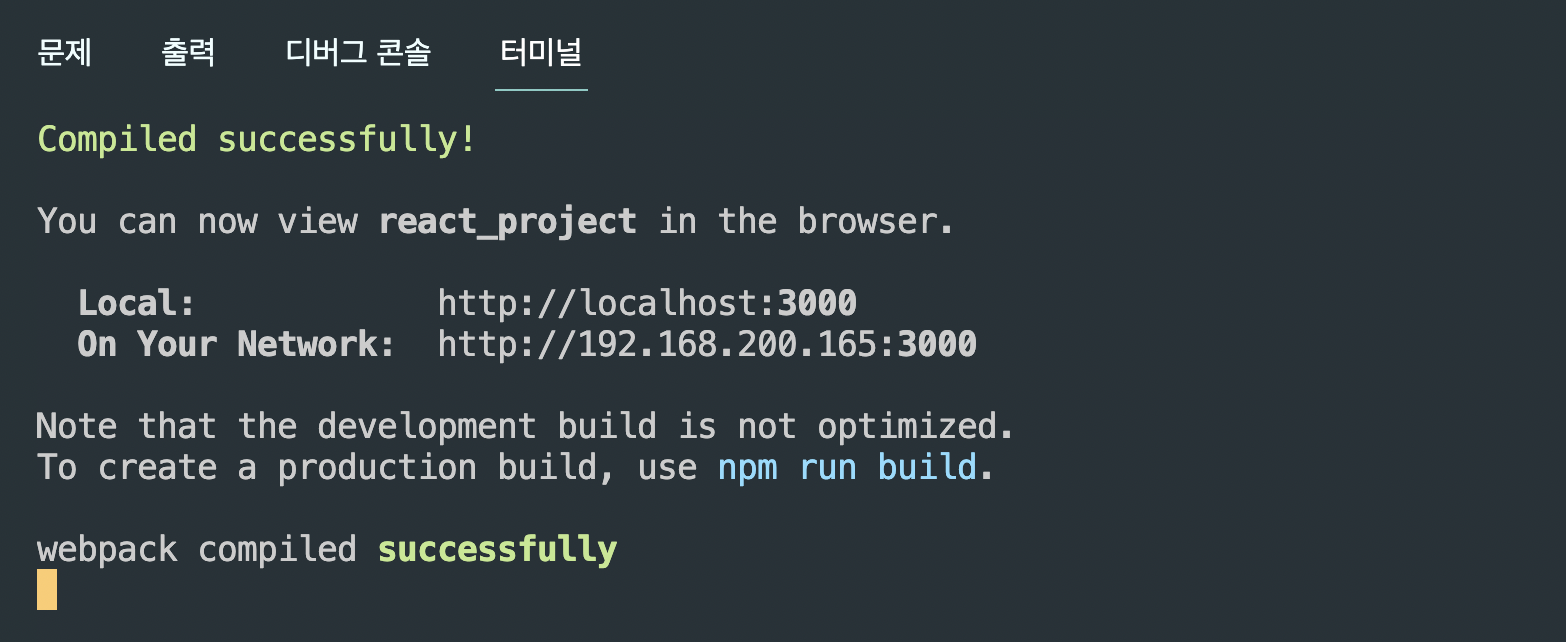 문제 출력 디버그 콘솔 터미널
Compiled successfully!
You can now view react_project in the browser.
Local: http://localhost:3000
On Your Network: http://192.168.200.165:3000
Note that the development build is not optimized.
To create a production build, use npm run build.
webpack compiled successfully